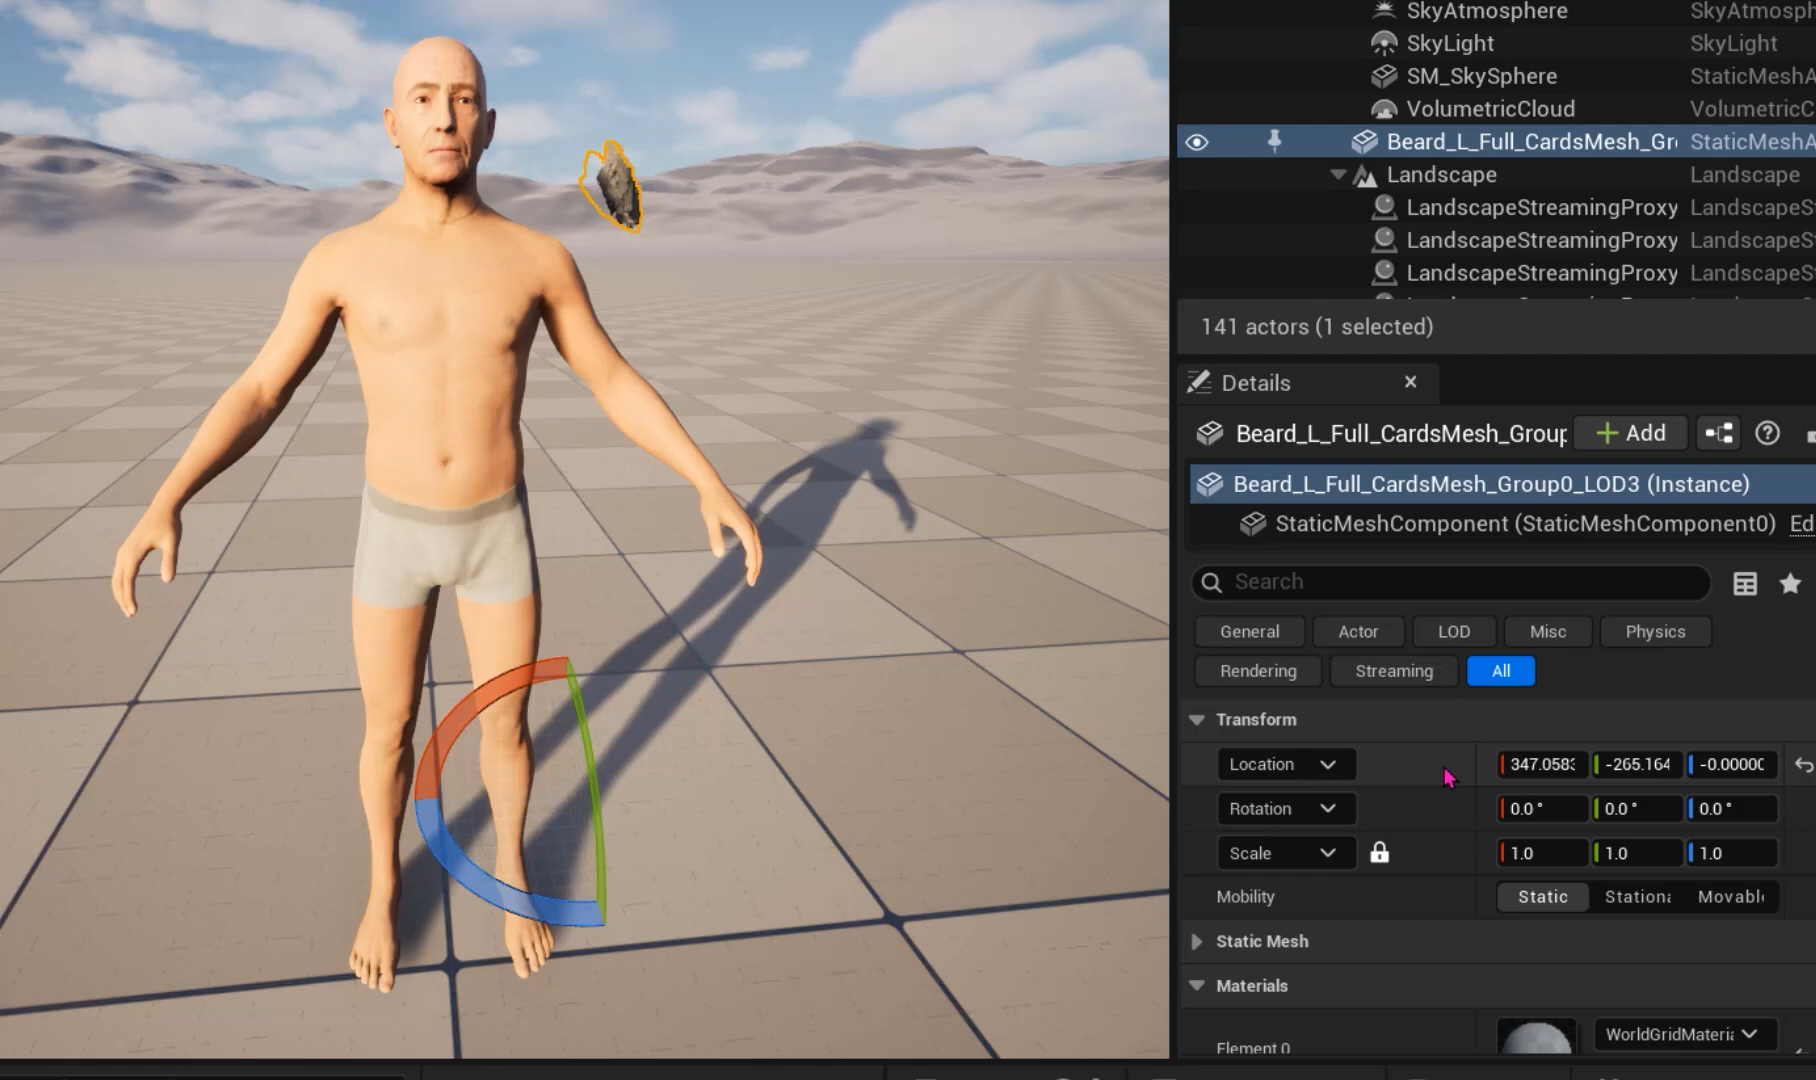 SkyAtmosphere SkyAtmosph
SkyLight SkyLight
SM_SkySphere StaticMeshA
VolumetricCloud VolumetricC
Beard_L_Full_CardsMesh_Gr StaticMeshA
Landscape Landscape
LandscapeStreamingProxy LandscapeS
LandscapeStreamingProxy LandscapeS
LandscapeStreamingProxy LandscapeS
141 actors (1 selected)
Details
Beard_L_Full_CardsMesh_Group + Add
Beard_L_Full_CardsMesh_Group0_LOD3 (Instance)
StaticMeshComponent (StaticMeshComponent0) Ed
Search
General Actor LOD Misc Physics
Rendering Streaming All
Transform
Location 347.058 -265.164 -0.0000
Rotation 0.0° 0.0° 0.0°
Scale 1.0 1.0 1.0
Mobility Static Stationa Movabl
Static Mesh
Materials
Element 0 WorldGridMateria